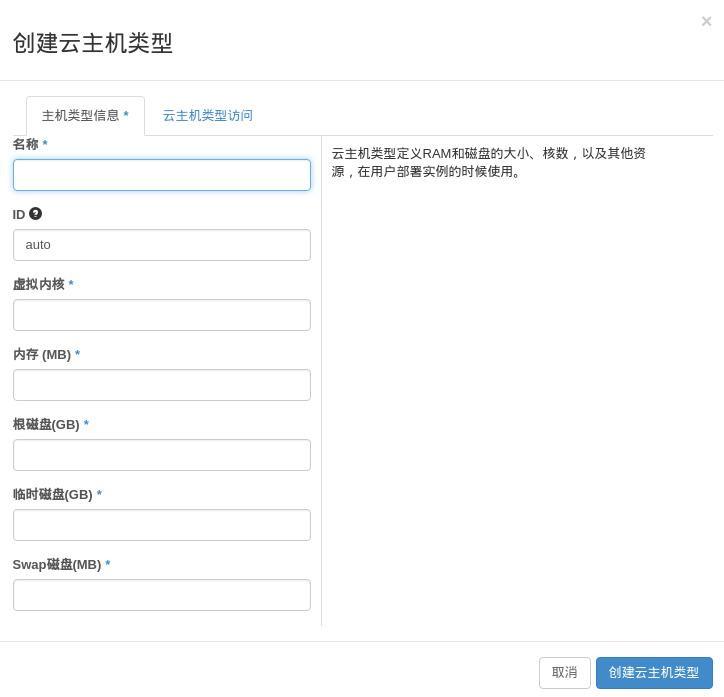 ×
创建云主机类型
主机类型信息 * 云主机类型访问
名称 *
云主机类型定义RAM和磁盘的大小、核数，以及其他资
源，在用户部署实例的时候使用。
ID ?
auto
虚拟内核 *
内存 (MB) *
根磁盘(GB) *
临时磁盘(GB) *
Swap磁盘(MB) *
取消 创建云主机类型